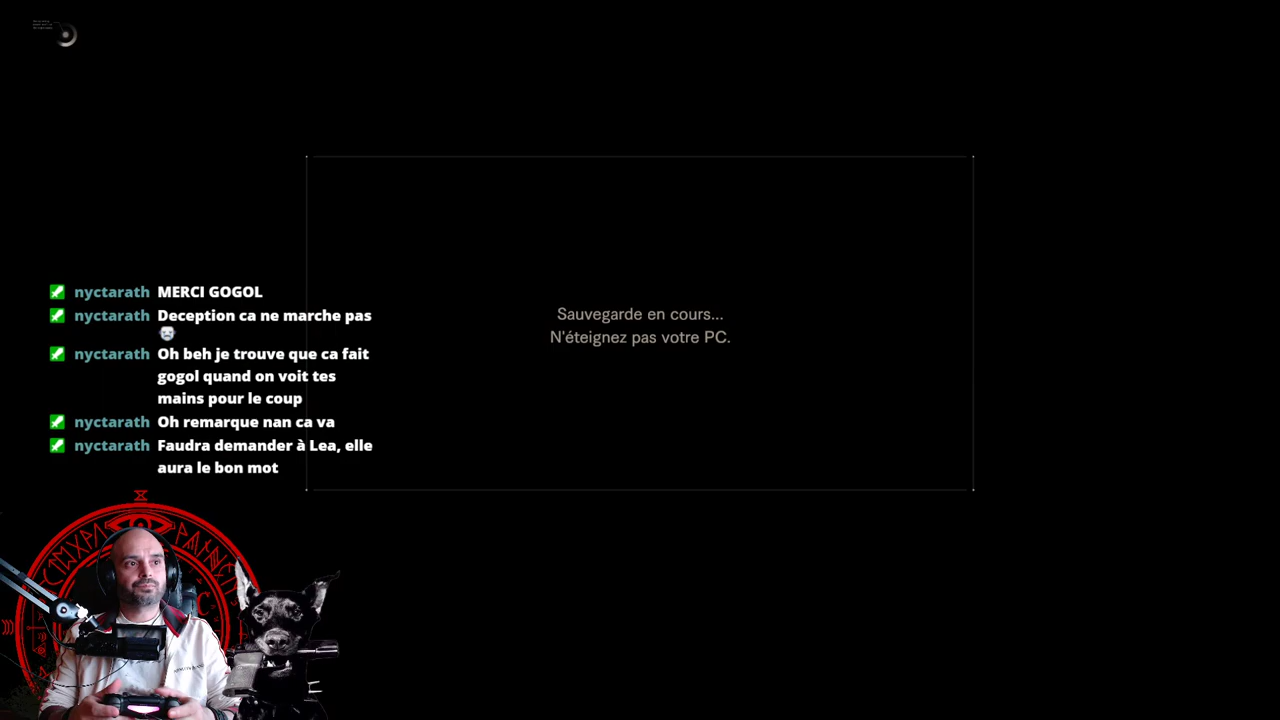 nyctarath MERCI GOGOL
nyctarath Deception ca ne marche pas
nyctarath Oh beh je trouve que ca fait
gogol quand on voit tes
mains pour le coup
nyctarath Oh remarque nan ca va
nyctarath Faudra demander à Lea, elle
aura le bon mot
Sauvegarde en cours...
N'éteignez pas votre PC.